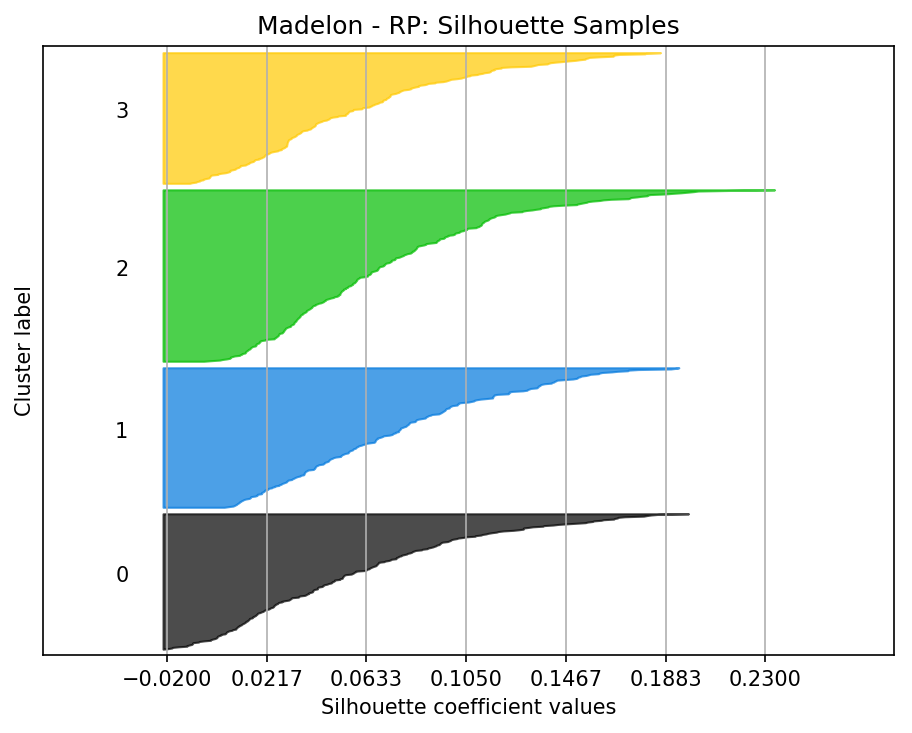 Madelon - RP: Silhouette Samples
3
2
1
0
Cluster label
−0.0200 0.0217 0.0633 0.1050 0.1467 0.1883 0.2300
Silhouette coefficient values